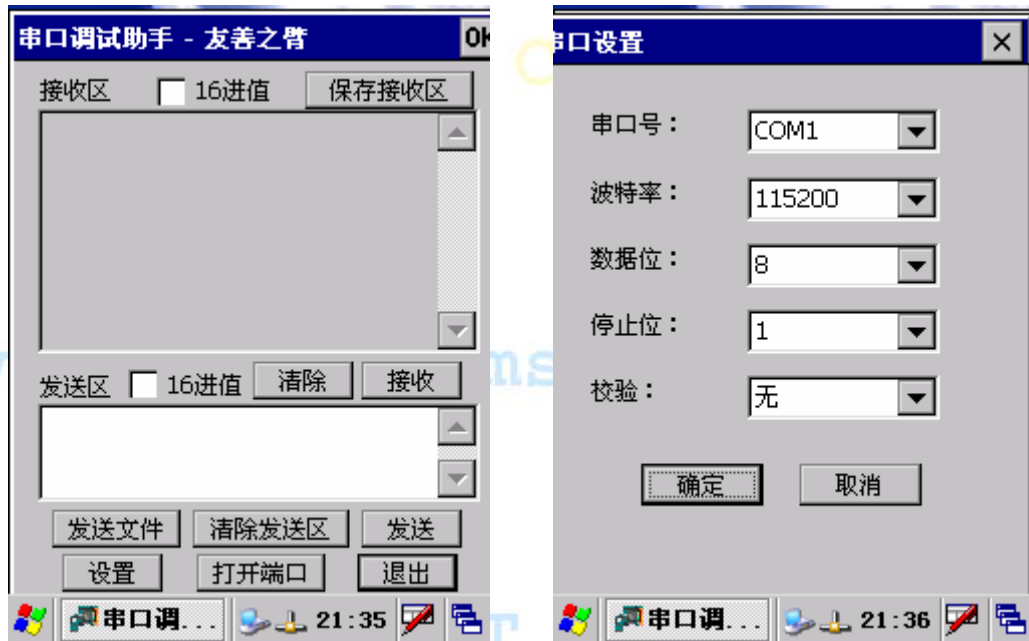 串口调试助手 - 友善之臂 OK
接收区 16进值 保存接收区
发送区 16进值 清除 接收
发送文件 清除发送区 发送
设置 打开端口 退出
串口调... 21:35
串口设置
串口号： COM1
波特率： 115200
数据位： 8
停止位： 1
校验： 无
确定 取消
串口调... 21:36